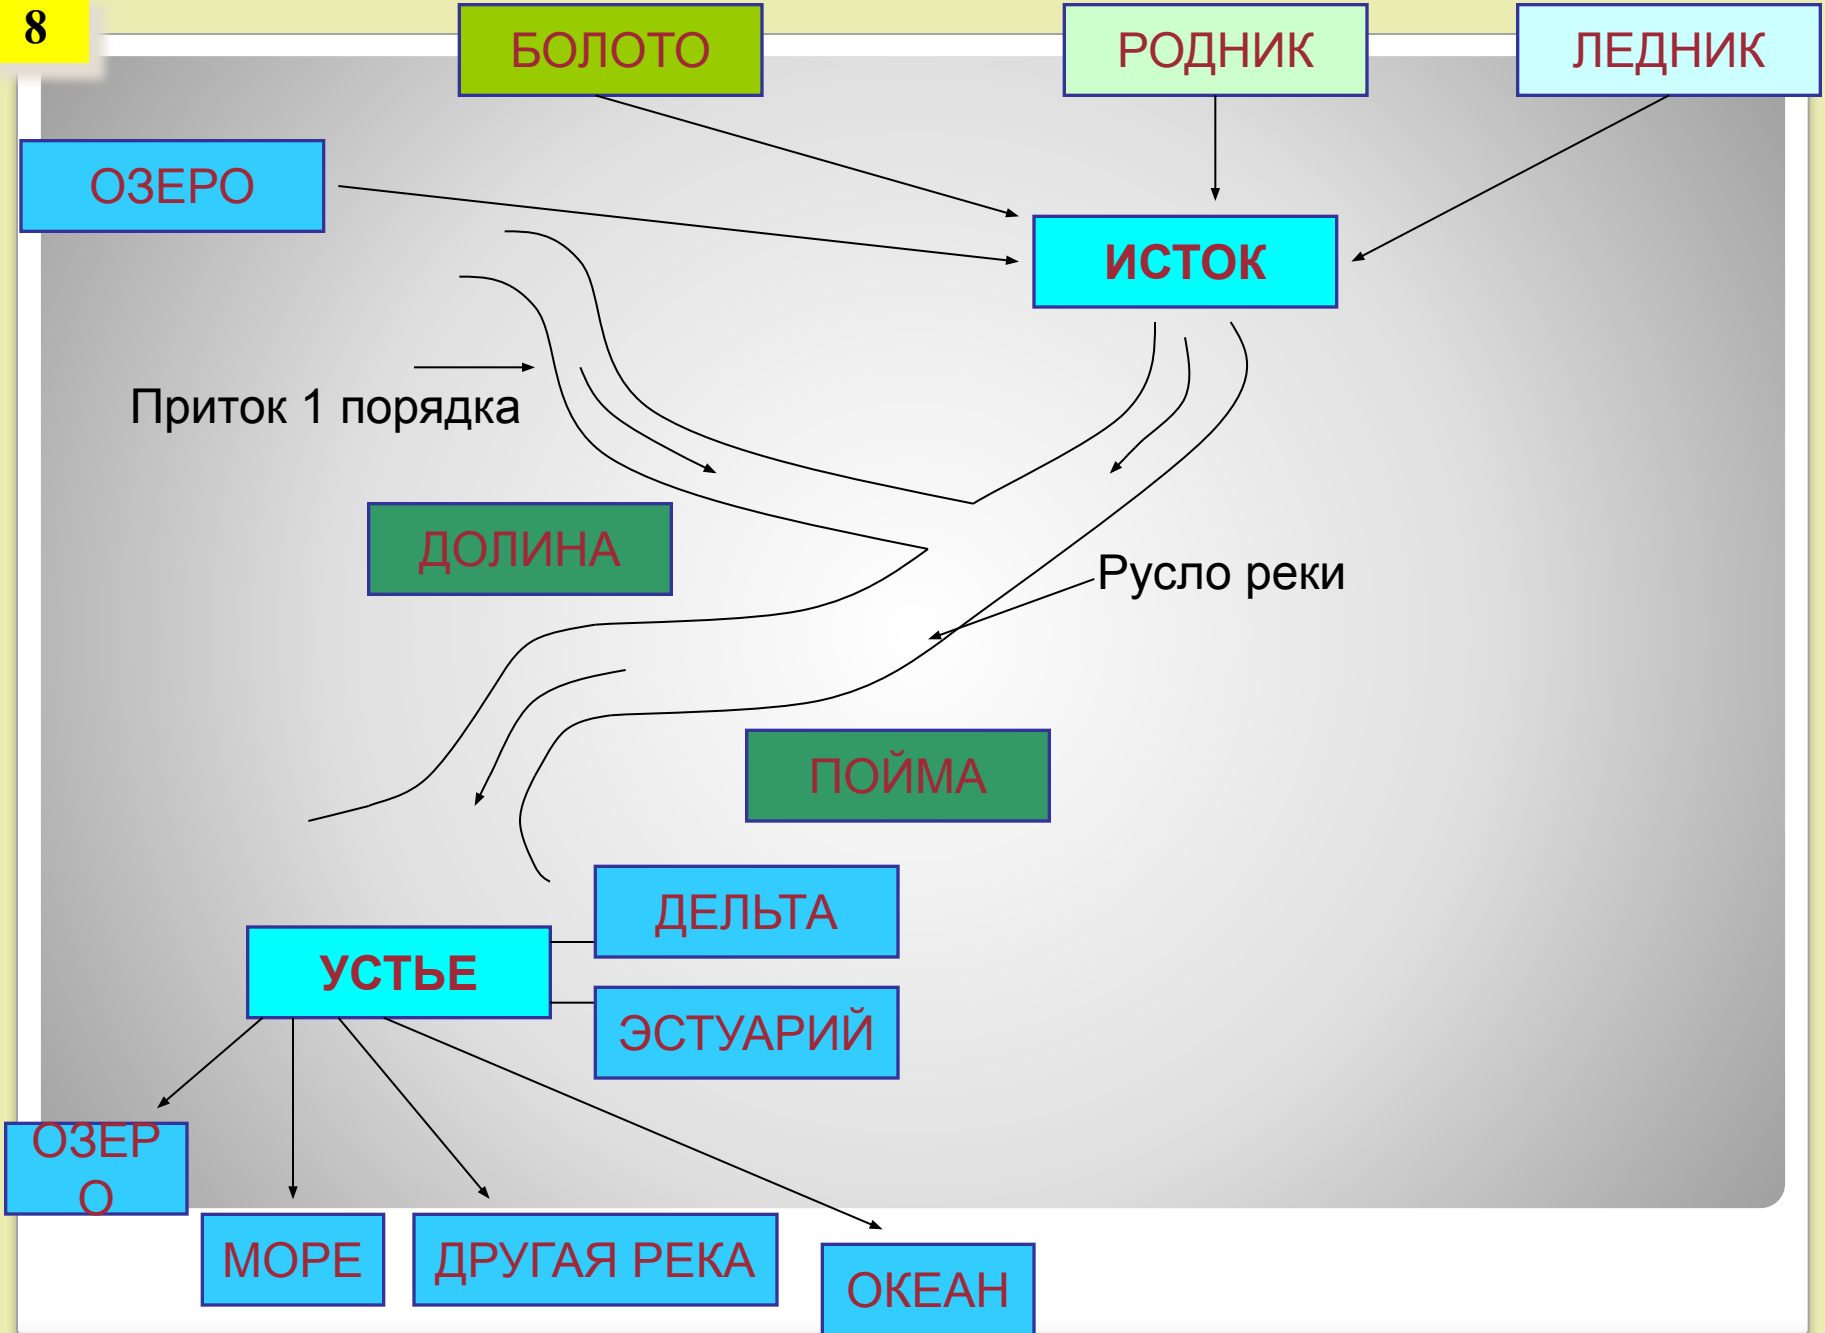 8
БОЛОТО
РОДНИК
ЛЕДНИК
ОЗЕРО
ИСТОК
Приток 1 порядка
ДОЛИНА
Русло реки
ПОЙМА
ДЕЛЬТА
УСТЬЕ
ЭСТУАРИЙ
ОЗЕР
О
МОРЕ
ДРУГАЯ РЕКА
ОКЕАН